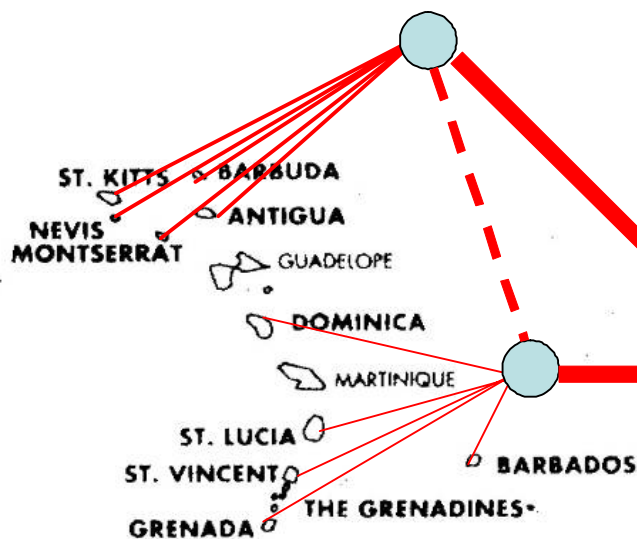 ST. KITTS
BARBUDA
NEVIS
ANTIGUA
MONTSERRAT
GUADELOPE
DOMINICA
MARTINIQUE
ST. LUCIA
ST. VINCENT
BARBADOS
THE GRENADINES
GRENADA